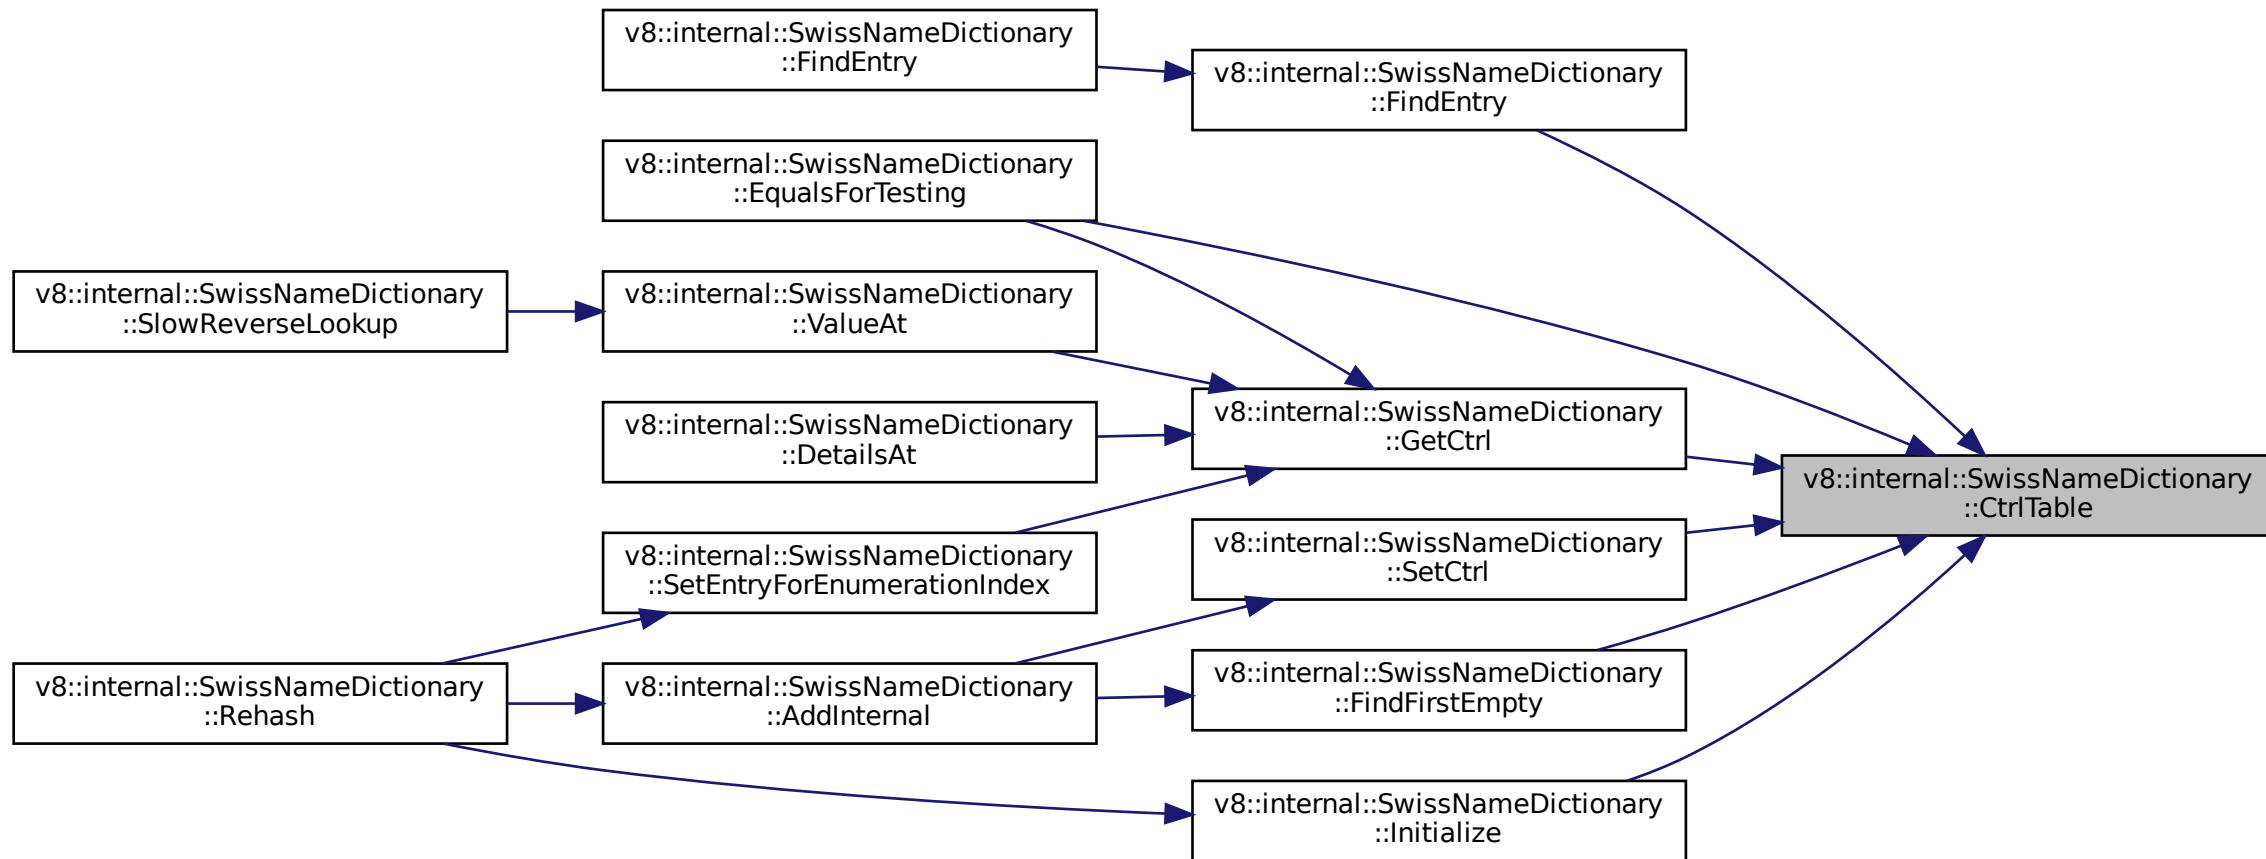 v8::internal::SwissNameDictionary
::FindEntry
v8::internal::SwissNameDictionary
::FindEntry
v8::internal::SwissNameDictionary
::EqualsForTesting
v8::internal::SwissNameDictionary
::SlowReverseLookup
v8::internal::SwissNameDictionary
::ValueAt
v8::internal::SwissNameDictionary
::GetCtrl
v8::internal::SwissNameDictionary
::DetailsAt
v8::internal::SwissNameDictionary
::CtrlTable
v8::internal::SwissNameDictionary
::SetCtrl
v8::internal::SwissNameDictionary
::SetEntryForEnumerationIndex
v8::internal::SwissNameDictionary
::FindFirstEmpty
v8::internal::SwissNameDictionary
::Rehash
v8::internal::SwissNameDictionary
::AddInternal
v8::internal::SwissNameDictionary
::Initialize